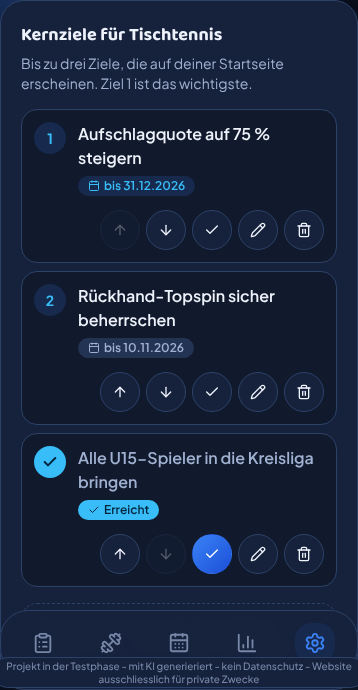 Kernziele für Tischtennis
Bis zu drei Ziele, die auf deiner Startseite
erscheinen. Ziel 1 ist das wichtigste.
1
Aufschlagquote auf 75 %
steigern
bis 31.12.2026
2
Rückhand-Topspin sicher
beherrschen
bis 10.11.2026
Alle U15-Spieler in die Kreisliga
bringen
Erreicht
Projekt in der Testphase - mit KI generieriert - kein Datenschutz - Website
ausschliesslich für private Zwecke